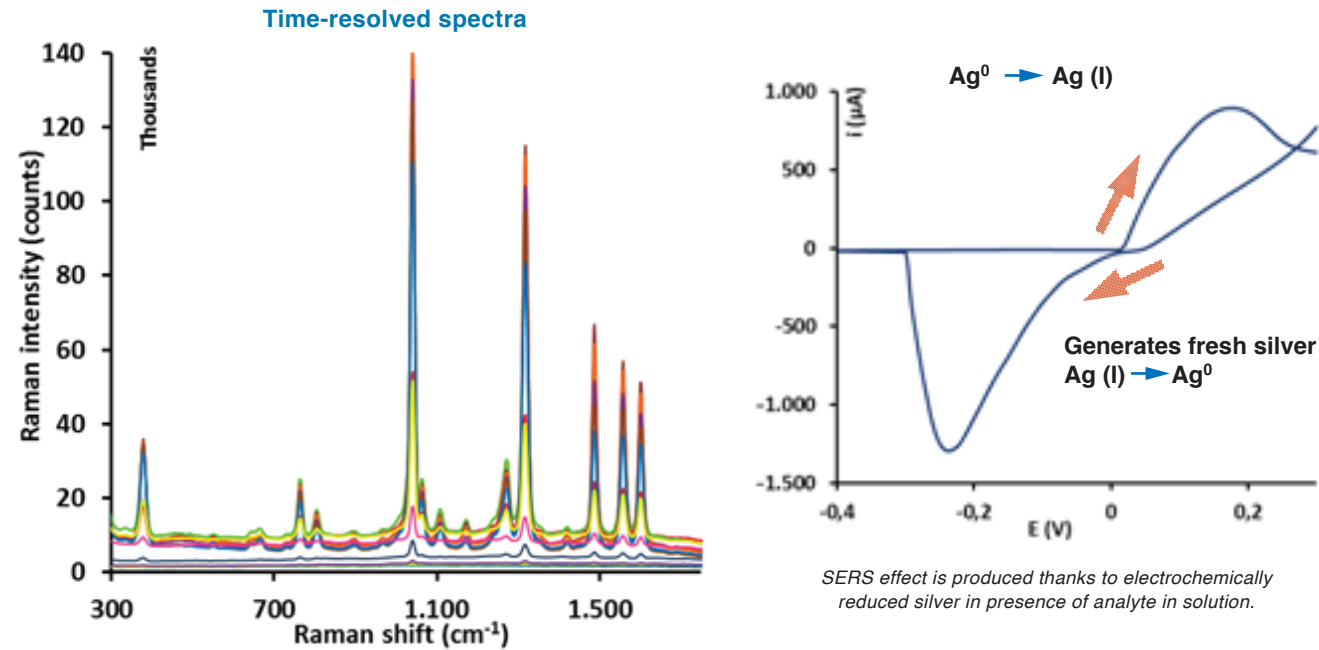 Time-resolved spectra
Thousands
Raman intensity (counts)
140
120
100
80
60
40
20
0
300 700 1.100 1.500
Raman shift (cm⁻¹)
Ag⁰ → Ag (I)
i (µA)
1.000
500
0
-500
-1.000
-1.500
-0,4 -0,2 0 0,2
E (V)
Generates fresh silver
Ag (I) → Ag⁰
SERS effect is produced thanks to electrochemically
reduced silver in presence of analyte in solution.